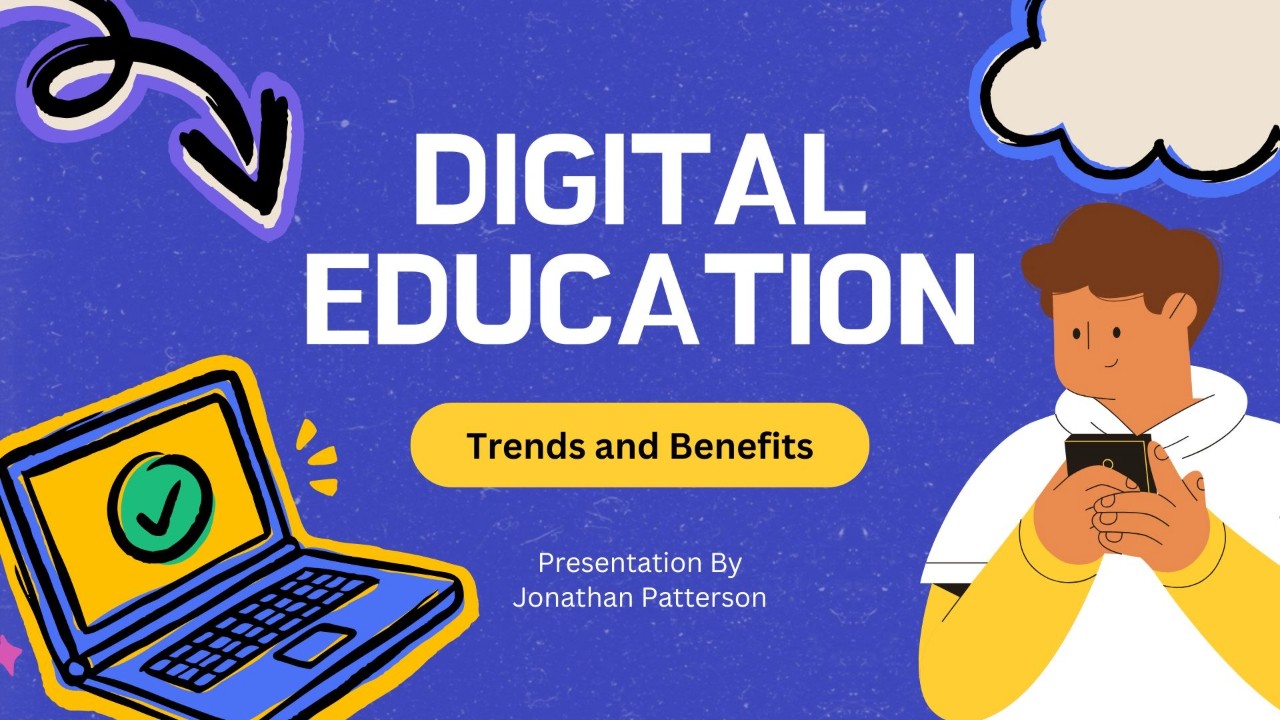 DIGITAL
EDUCATION
Trends and Benefits
Presentation By
Jonathan Patterson